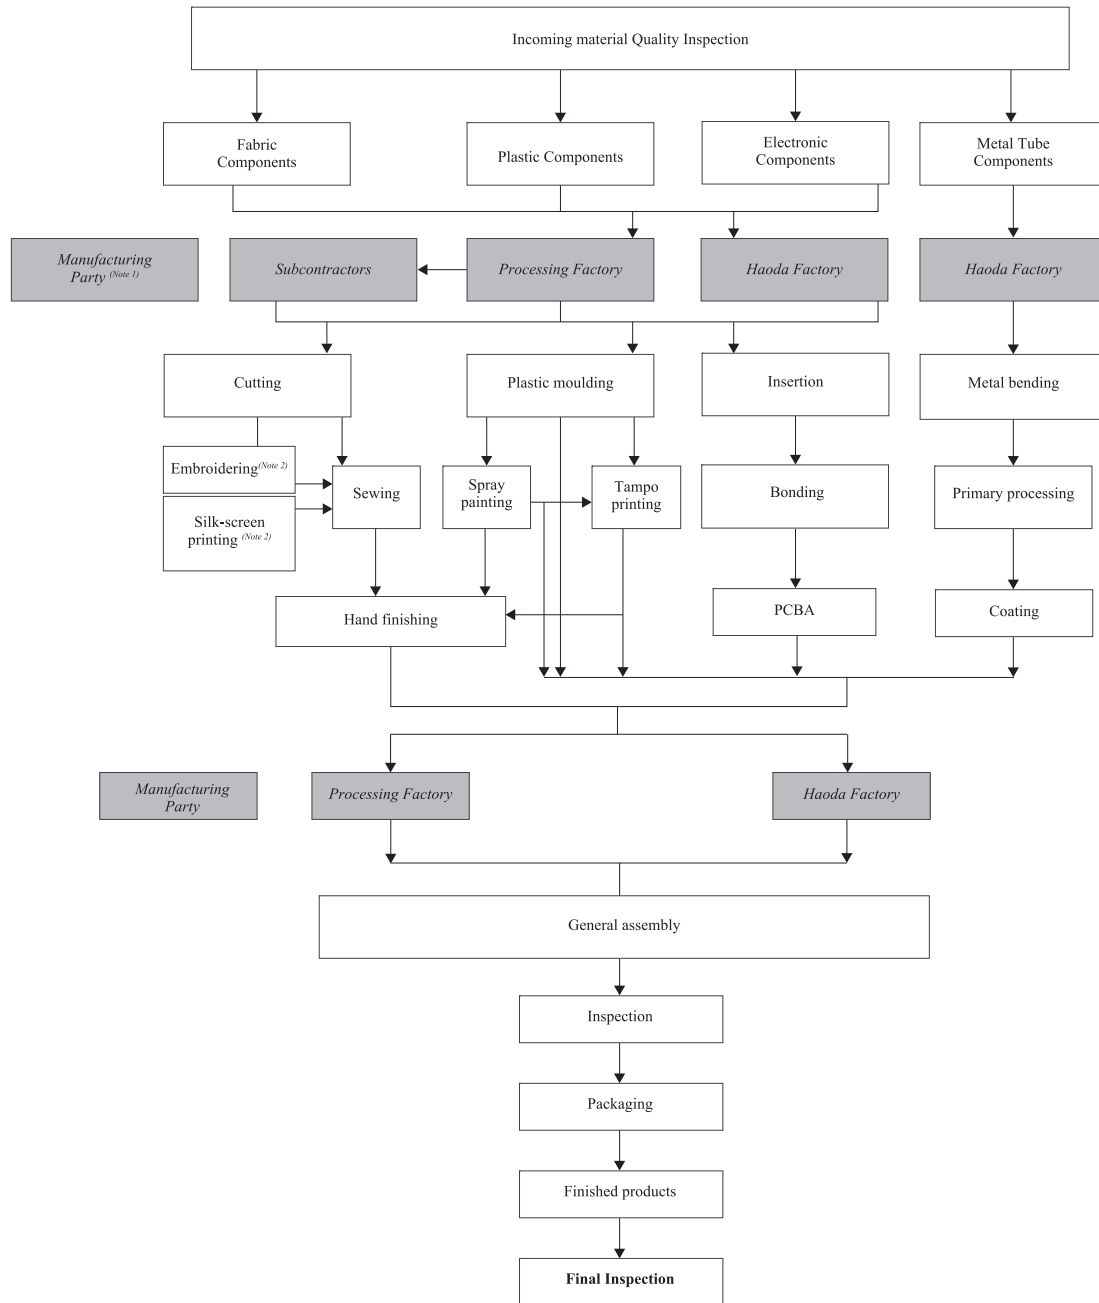 Incoming material Quality Inspection
Fabric
Components
Plastic Components
Electronic
Components
Metal Tube
Components
Manufacturing
Party (Note 1)
Subcontractors
Processing Factory
Haoda Factory
Haoda Factory
Cutting
Plastic moulding
Insertion
Metal bending
Embroidering(Note 2)
Silk-screen
printing (Note 2)
Sewing
Spray
painting
Tampo
printing
Bonding
Primary processing
Hand finishing
PCBA
Coating
Manufacturing
Party
Processing Factory
Haoda Factory
General assembly
Inspection
Packaging
Finished products
Final Inspection